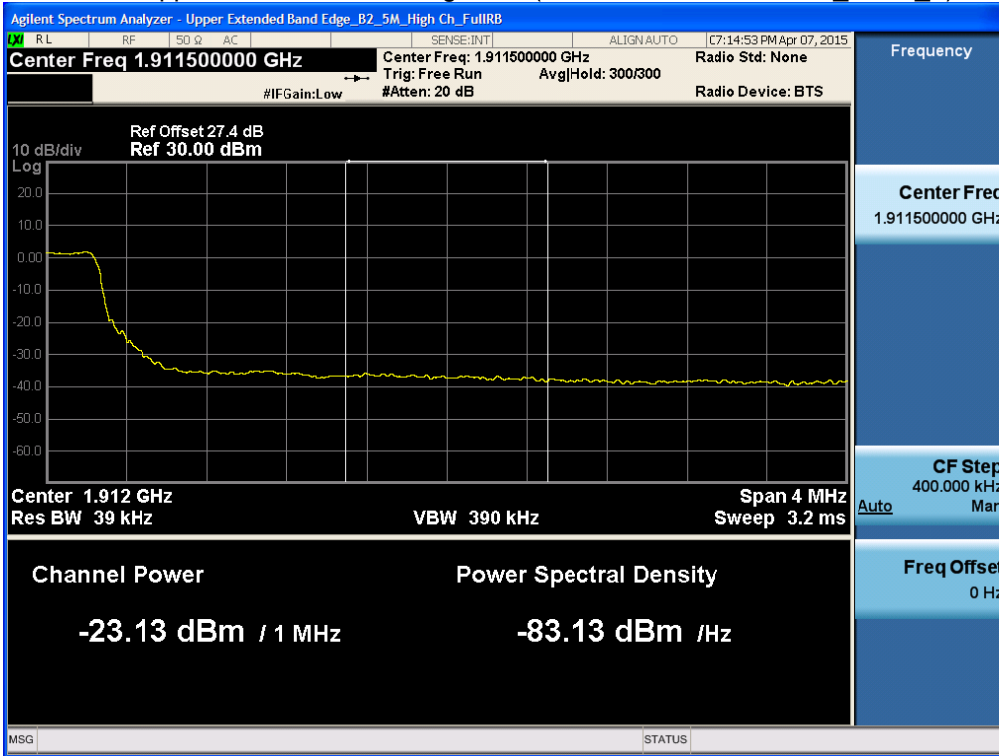 Agilent Spectrum Analyzer - Upper Extended Band Edge_B2_5M_High Ch_FullRB
LXI RL RF 50 Ω AC SENSE:INT ALIGN AUTO 07:14:53 PM Apr 07, 2015
Center Freq 1.911500000 GHz
Center Freq: 1.911500000 GHz Radio Std: None
Trig: Free Run Avg|Hold: 300/300
#IFGain:Low #Atten: 20 dB Radio Device: BTS
Frequency
Ref Offset 27.4 dB
10 dB/div Ref 30.00 dBm
Log
20.0
10.0
0.00
-10.0
-20.0
-30.0
-40.0
-50.0
-60.0
Center 1.912 GHz Span 4 MHz
Res BW 39 kHz VBW 390 kHz Sweep 3.2 ms
Center Freq
1.911500000 GHz
CF Step
400.000 kHz
Auto Man
Freq Offset
0 Hz
Channel Power Power Spectral Density
-23.13 dBm / 1 MHz -83.13 dBm /Hz
MSG STATUS